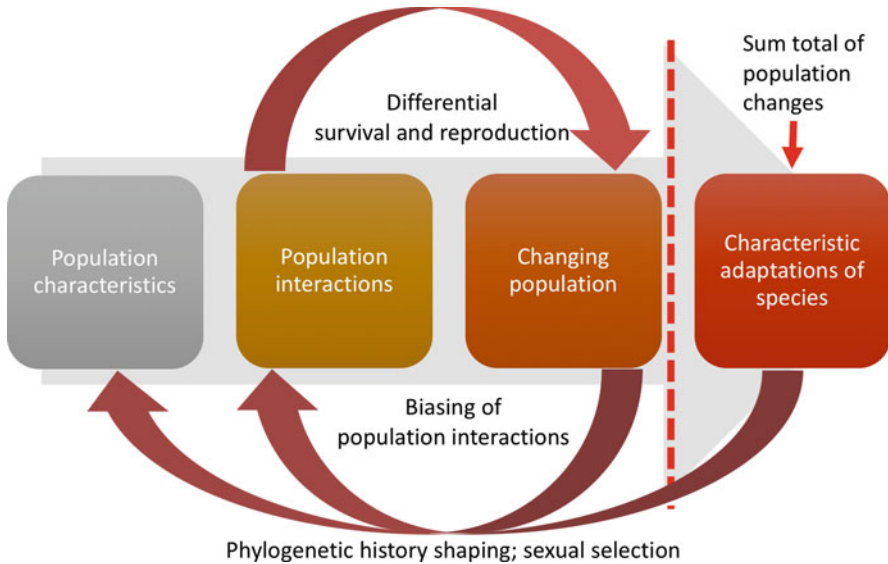 Sum total of
population
changes
Differential
survival and reproduction
Population
characteristics
Population
interactions
Changing
population
Characteristic
adaptations of
species
Biasing of
population interactions
Phylogenetic history shaping; sexual selection